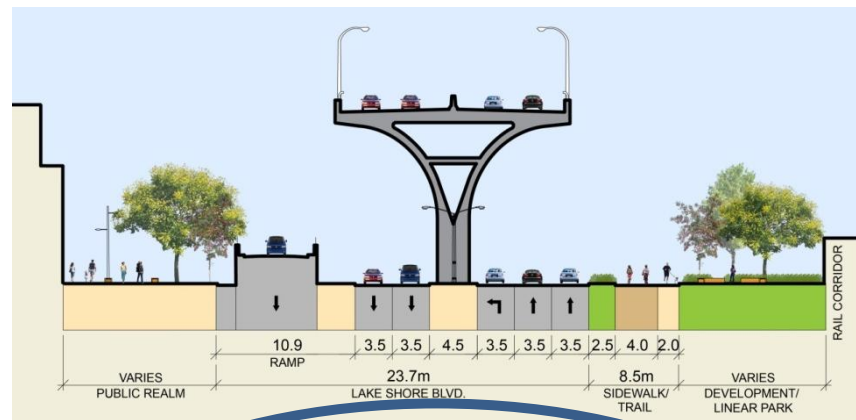 10.9
RAMP
3.5
3.5
4.5
3.5
3.5
3.5
2.5
4.0
2.0
VARIES
PUBLIC REALM
23.7m
LAKE SHORE BLVD.
8.5m
SIDEWALK/
TRAIL
VARIES
DEVELOPMENT/
LINEAR PARK
RAIL CORRIDOR